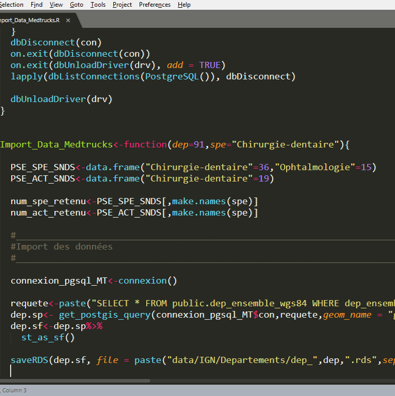 Selection Find View Goto Tools Project Preferences Help
mport_Data_Medtrucks.R ×
}
dbDisconnect(con)
on.exit(dbDisconnect(con))
on.exit(dbUnloadDriver(drv), add = TRUE)
lapply(dbListConnections(PostgreSQL()), dbDisconnect)
dbUnloadDriver(drv)
}
Import_Data_Medtrucks<-function(dep=91,spe="Chirurgie-dentaire"){
PSE_SPE_SNDS<-data.frame("Chirurgie-dentaire"=36,"Ophtalmologie"=15)
PSE_ACT_SNDS<-data.frame("Chirurgie-dentaire"=19)
num_spe_retenu<-PSE_SPE_SNDS[,make.names(spe)]
num_act_retenu<-PSE_ACT_SNDS[,make.names(spe)]
#
#Import des données
#
connexion_pgsql_MT<-connexion()
requete<-paste("SELECT * FROM public.dep_ensemble_wgs84 WHERE dep_ensem
dep.sp<- get_postgis_query(connexion_pgsql_MT$con,requete,geom_name = "g
dep.sf<-dep.sp%>%
st_as_sf()
saveRDS(dep.sf, file = paste("data/IGN/Departements/dep_",dep,".rds",sep
Column 3